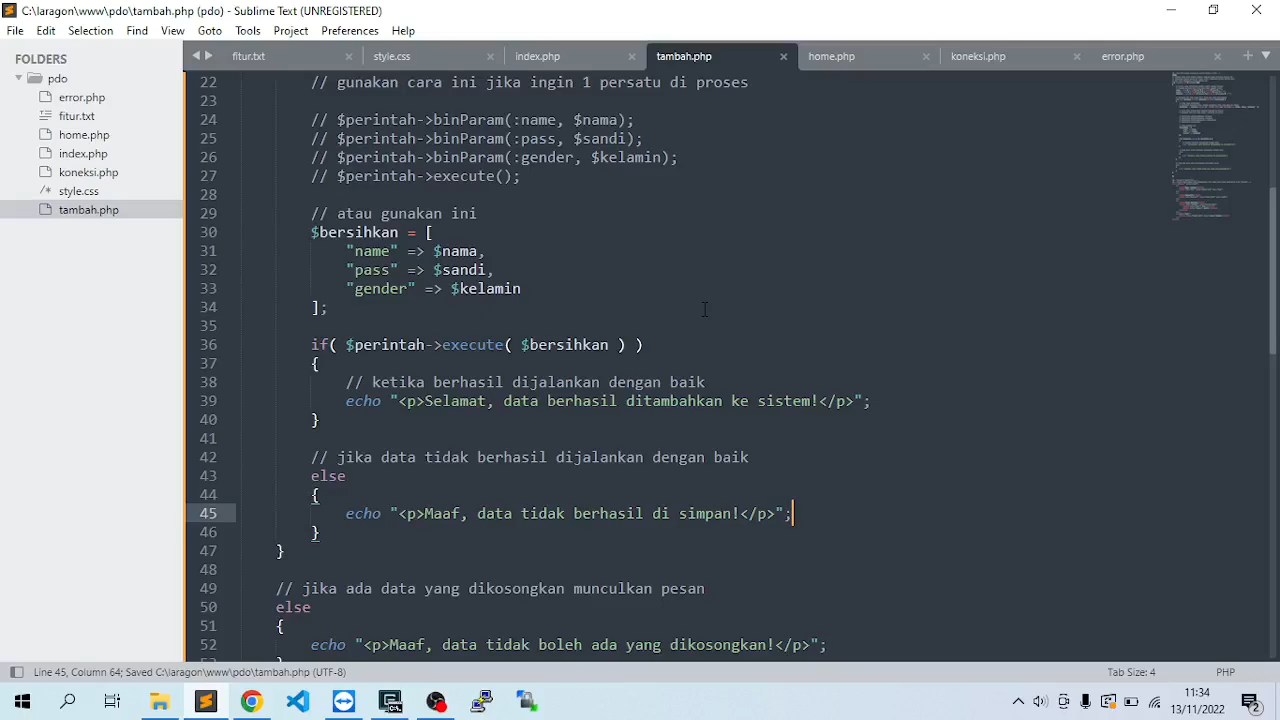 C:\laragon\www\pdo\tambah.php (pdo) - Sublime Text (UNREGISTERED)
File Edit Selection Find View Goto Tools Project Preferences Help
FOLDERS
pdo
error.php
fitur.txt
home.php
index.php
koneksi.php
style.css
tambah.php
fitur.txt style.css index.php tambah.php home.php koneksi.php error.php
22 // gunakan cara ini jika ingin 1 persatu di proses
23
24 // $perintah->binParam(:name, $nama);
25 // $perintah->binParam(:pass, $sandi);
26 // $perintah->binParam(:gender, $kelamin);
27 // $perintah->execute();
28
29 // atau gunakan ini
30 $bersihkan = [
31 "name" => $nama,
32 "pass" => $sandi,
33 "gender" => $kelamin
34 ];
35
36 if( $perintah->execute( $bersihkan ) )
37 {
38 // ketika berhasil dijalankan dengan baik
39 echo "<p>Selamat, data berhasil ditambahkan ke sistem!</p>";
40 }
41
42 // jika data tidak berhasil dijalankan dengan baik
43 else
44 {
45 echo "<p>Maaf, data tidak berhasil di simpan!</p>";
46 }
47 }
48
49 // jika ada data yang dikosongkan munculkan pesan
50 else
51 {
52 echo "<p>Maaf, data tidak boleh ada yang dikosongkan!</p>";
Line 45, Column 64; Saved C:\laragon\www\pdo\tambah.php (UTF-8) Tab Size: 4 PHP
11:34
13/11/2022
2